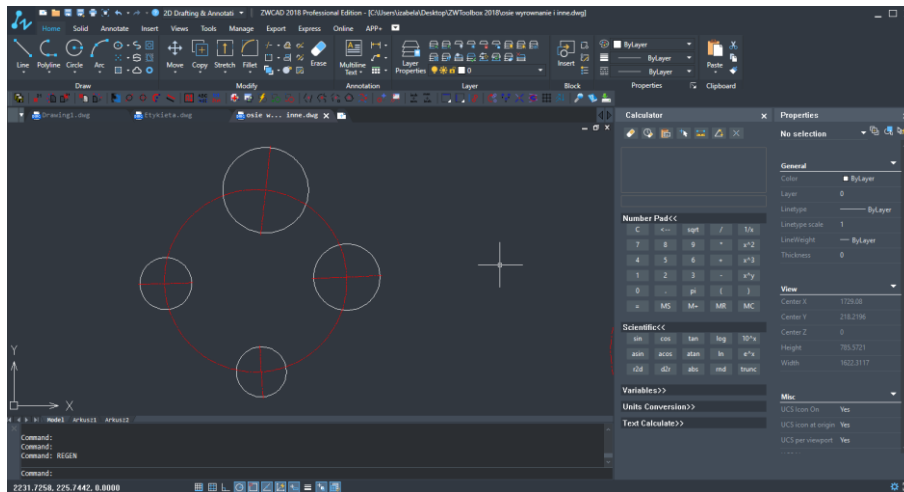 2D Drafting & Annotati
ZWCAD 2018 Professional Edition - [C:\Users\izabela\Desktop\ZWToolbox 2018\osie wyrownanie i inne.dwg]
Home Solid Annotate Insert Views Tools Manage Export Express Online APP+
Line Polyline Circle Arc Move Copy Stretch Fillet Erase Multiline Text Layer Properties 0 Insert ByLayer ByLayer ByLayer Paste
Draw Modify Annotation Layer Block Properties Clipboard
Drawing1.dwg Etykieta.dwg osie w... inne.dwg
Calculator
Number Pad<<
C <-- sqrt / 1/x
7 8 9 * x^2
4 5 6 + x^3
1 2 3 - x^y
0 . pi ( )
= MS M+ MR MC
Scientific<<
sin cos tan log 10^x
asin acos atan ln e^x
r2d d2r abs rnd trunc
Variables>>
Units Conversion>>
Text Calculate>>
Properties
No selection
General
Color ByLayer
Layer 0
Linetype ByLayer
Linetype scale 1
LineWeight ByLayer
Thickness 0
View
Center X 1729.08
Center Y 218.2196
Center Z 0
Height 765.5721
Width 1622.3117
Misc
UCS icon On Yes
UCS icon at origin Yes
UCS per viewport Yes
Y
X
Model Arkusz1 Arkusz2
Command:
Command:
Command: REGEN
Command:
2231.7258, 225.7442, 0.0000